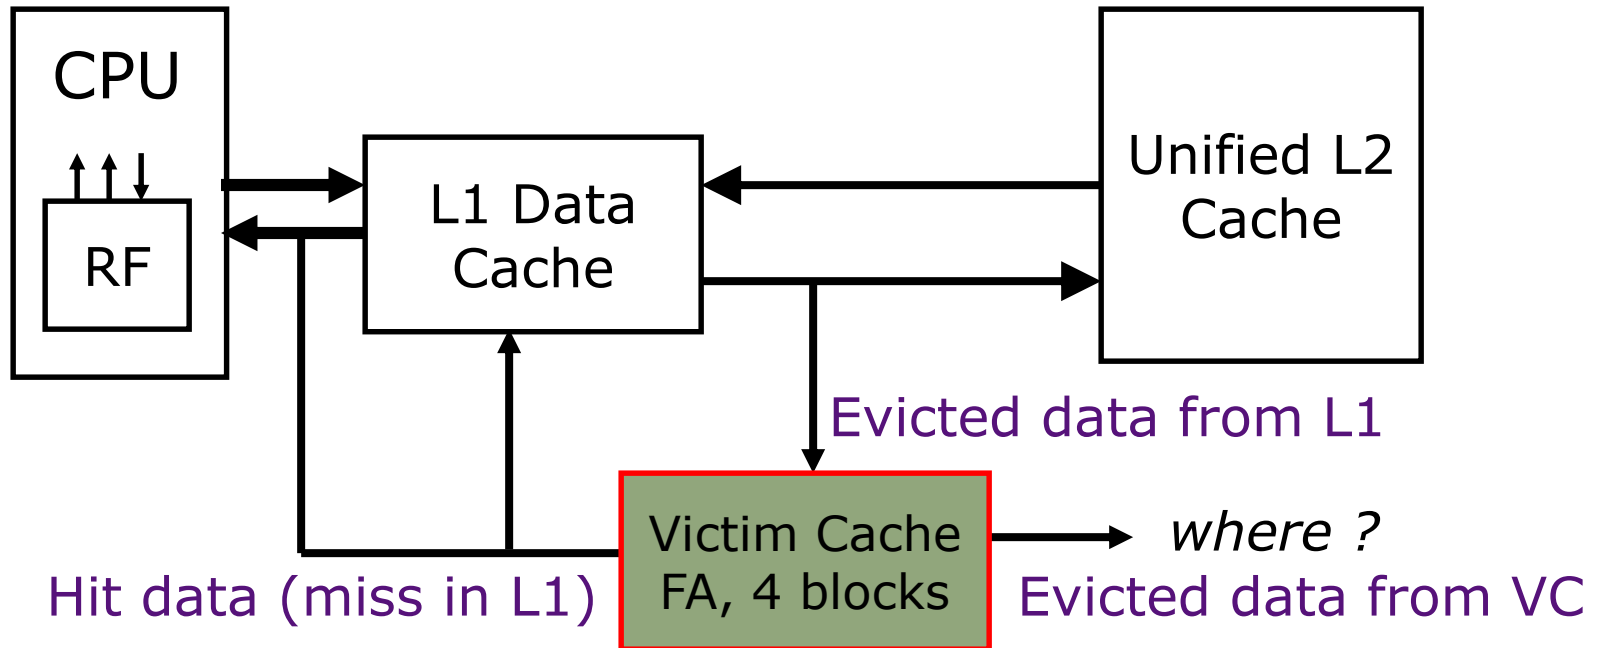 CPU
RF
L1 Data
Cache
Unified L2
Cache
Evicted data from L1
Victim Cache
FA, 4 blocks
where ?
Hit data (miss in L1)
Evicted data from VC